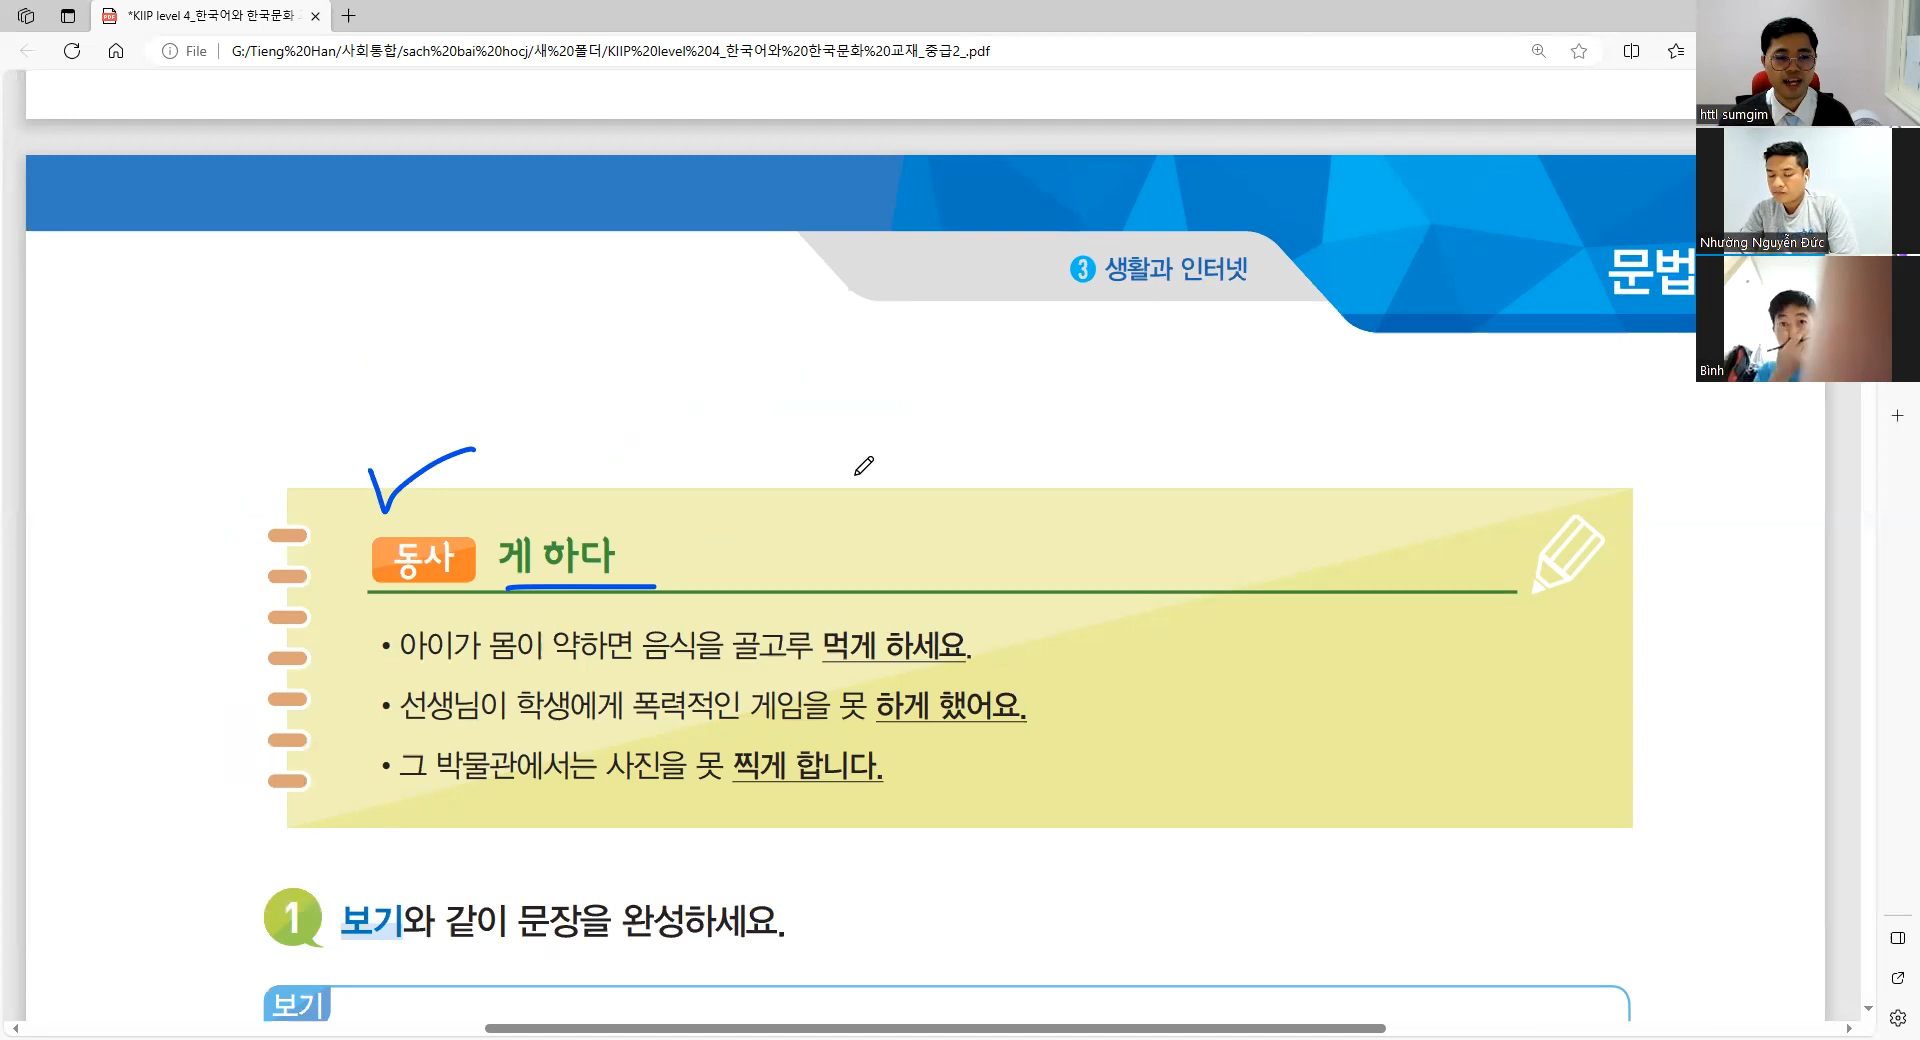 *KIIP level 4_한국어와 한국문화
File
G:/Tieng%20Han/사회통합/sach%20bai%20hocj/새%20폴더/KIIP%20level%204_한국어와%20한국문화%20교재_중급2_.pdf
httl sumgim
Nhường Nguyễn Đức
Bình
3 생활과 인터넷
문법
동사 게 하다
• 아이가 몸이 약하면 음식을 골고루 먹게 하세요.
• 선생님이 학생에게 폭력적인 게임을 못 하게 했어요.
• 그 박물관에서는 사진을 못 찍게 합니다.
1 보기와 같이 문장을 완성하세요.
보기